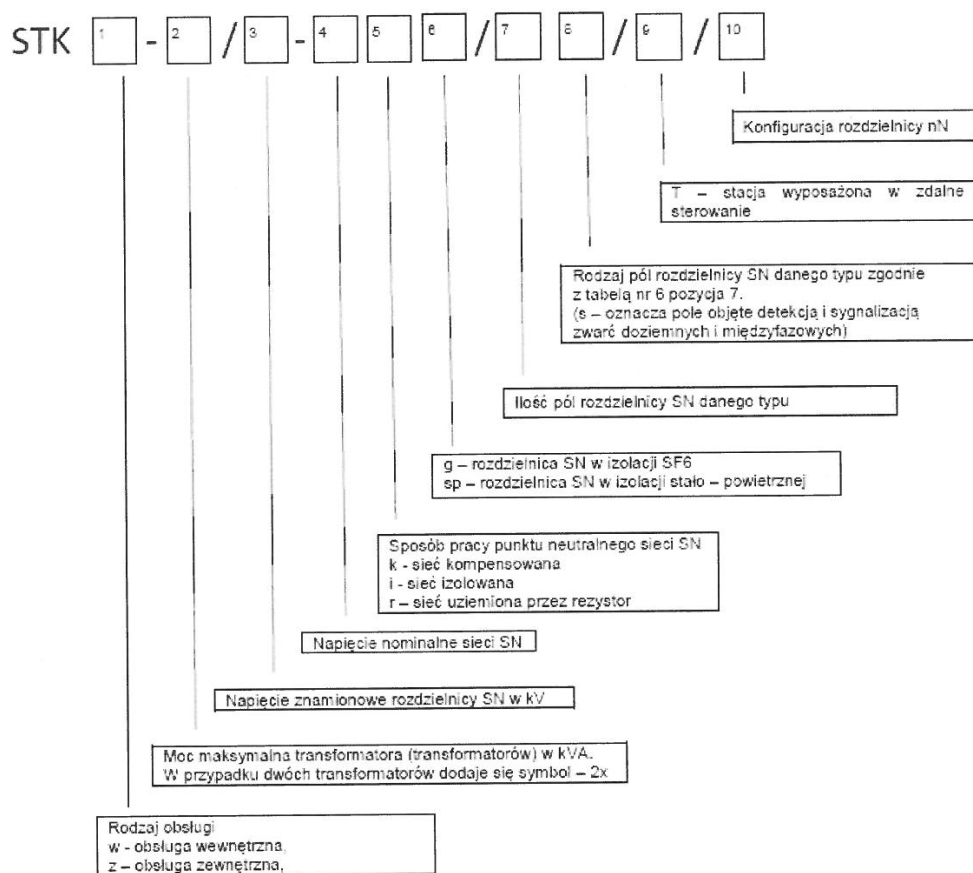 STK 1 - 2 / 3 - 4 5 6 / 7 8 / 9 / 10
Konfiguracja rozdzielnicy nN
T – stacja wyposażona w zdalne
sterowanie
Rodzaj pól rozdzielnicy SN danego typu zgodnie
z tabelą nr 6 pozycja 7.
(s – oznacza pole objęte detekcją i sygnalizacją
zwarć doziemnych i międzyfazowych)
Ilość pól rozdzielnicy SN danego typu
g – rozdzielnica SN w izolacji SF6
sp – rozdzielnica SN w izolacji stało – powietrznej
Sposób pracy punktu neutralnego sieci SN
k - sieć kompensowana
i - sieć izolowana
r – sieć uziemiona przez rezystor
Napięcie nominalne sieci SN
Napięcie znamionowe rozdzielnicy SN w kV
Moc maksymalna transformatora (transformatorów) w kVA.
W przypadku dwóch transformatorów dodaje się symbol – 2x
Rodzaj obsługi
w - obsługa wewnętrzna,
z – obsługa zewnętrzna,